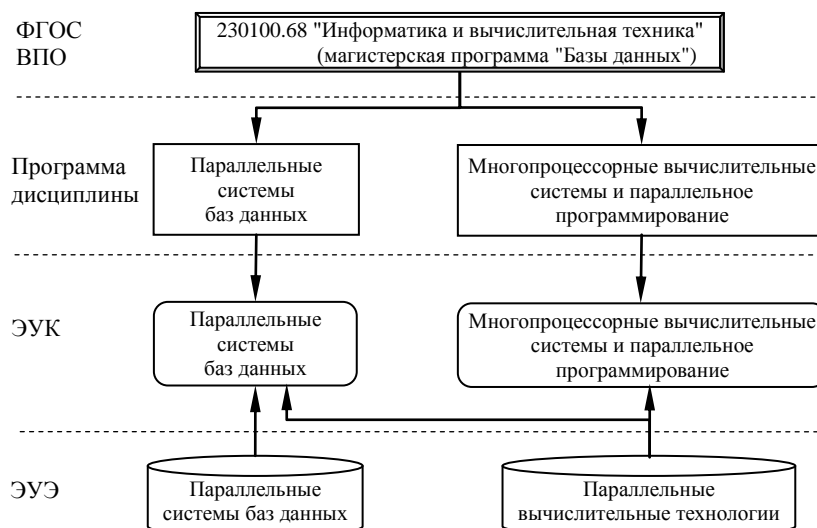 ФГОС
ВПО
230100.68 "Информатика и вычислительная техника"
(магистерская программа "Базы данных")
Программа
дисциплины
Параллельные
системы
баз данных
Многопроцессорные вычислительные
системы и параллельное
программирование
ЭУК
Параллельные
системы
баз данных
Многопроцессорные вычислительные
системы и параллельное
программирование
ЭУЭ
Параллельные
системы баз данных
Параллельные
вычислительные технологии